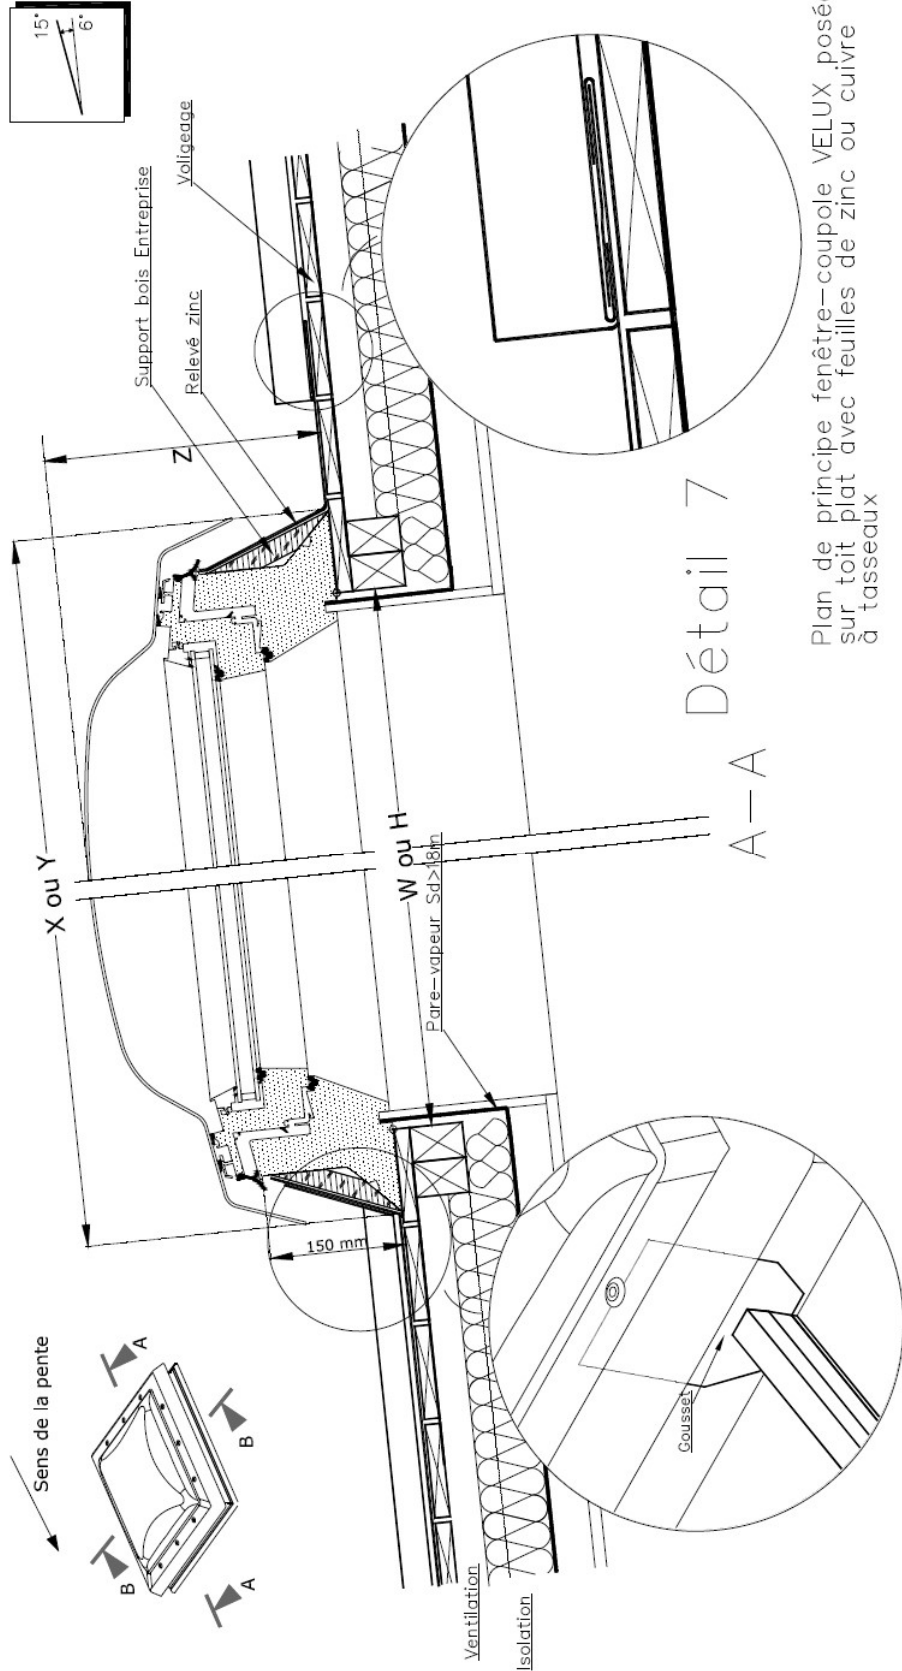 Sens de la pente
A
B
B
A
15°
6°
X ou Y
Z
150 mm
W ou H
Support bois Entreprise
Relevé zinc
Voligeage
Pare-vapeur Sd>18m
Ventilation
Isolation
Gousset
A-A
Détail 7
Plan de principe fenêtre-coupole VELUX posée
sur toit plat avec feuilles de zinc ou cuivre
à tasseaux